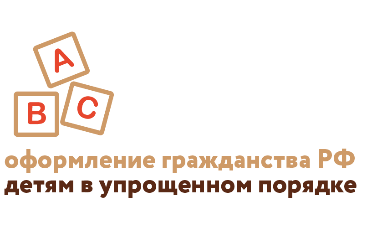 A
B C
оформление гражданства РФ
детям в упрощенном порядке